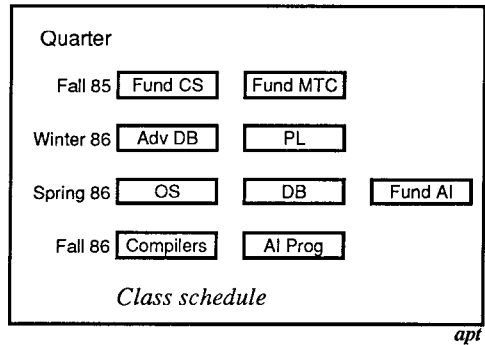 Quarter
Fall 85 Fund CS Fund MTC
Winter 86 Adv DB PL
Spring 86 OS DB Fund AI
Fall 86 Compilers AI Prog
Class schedule
apt